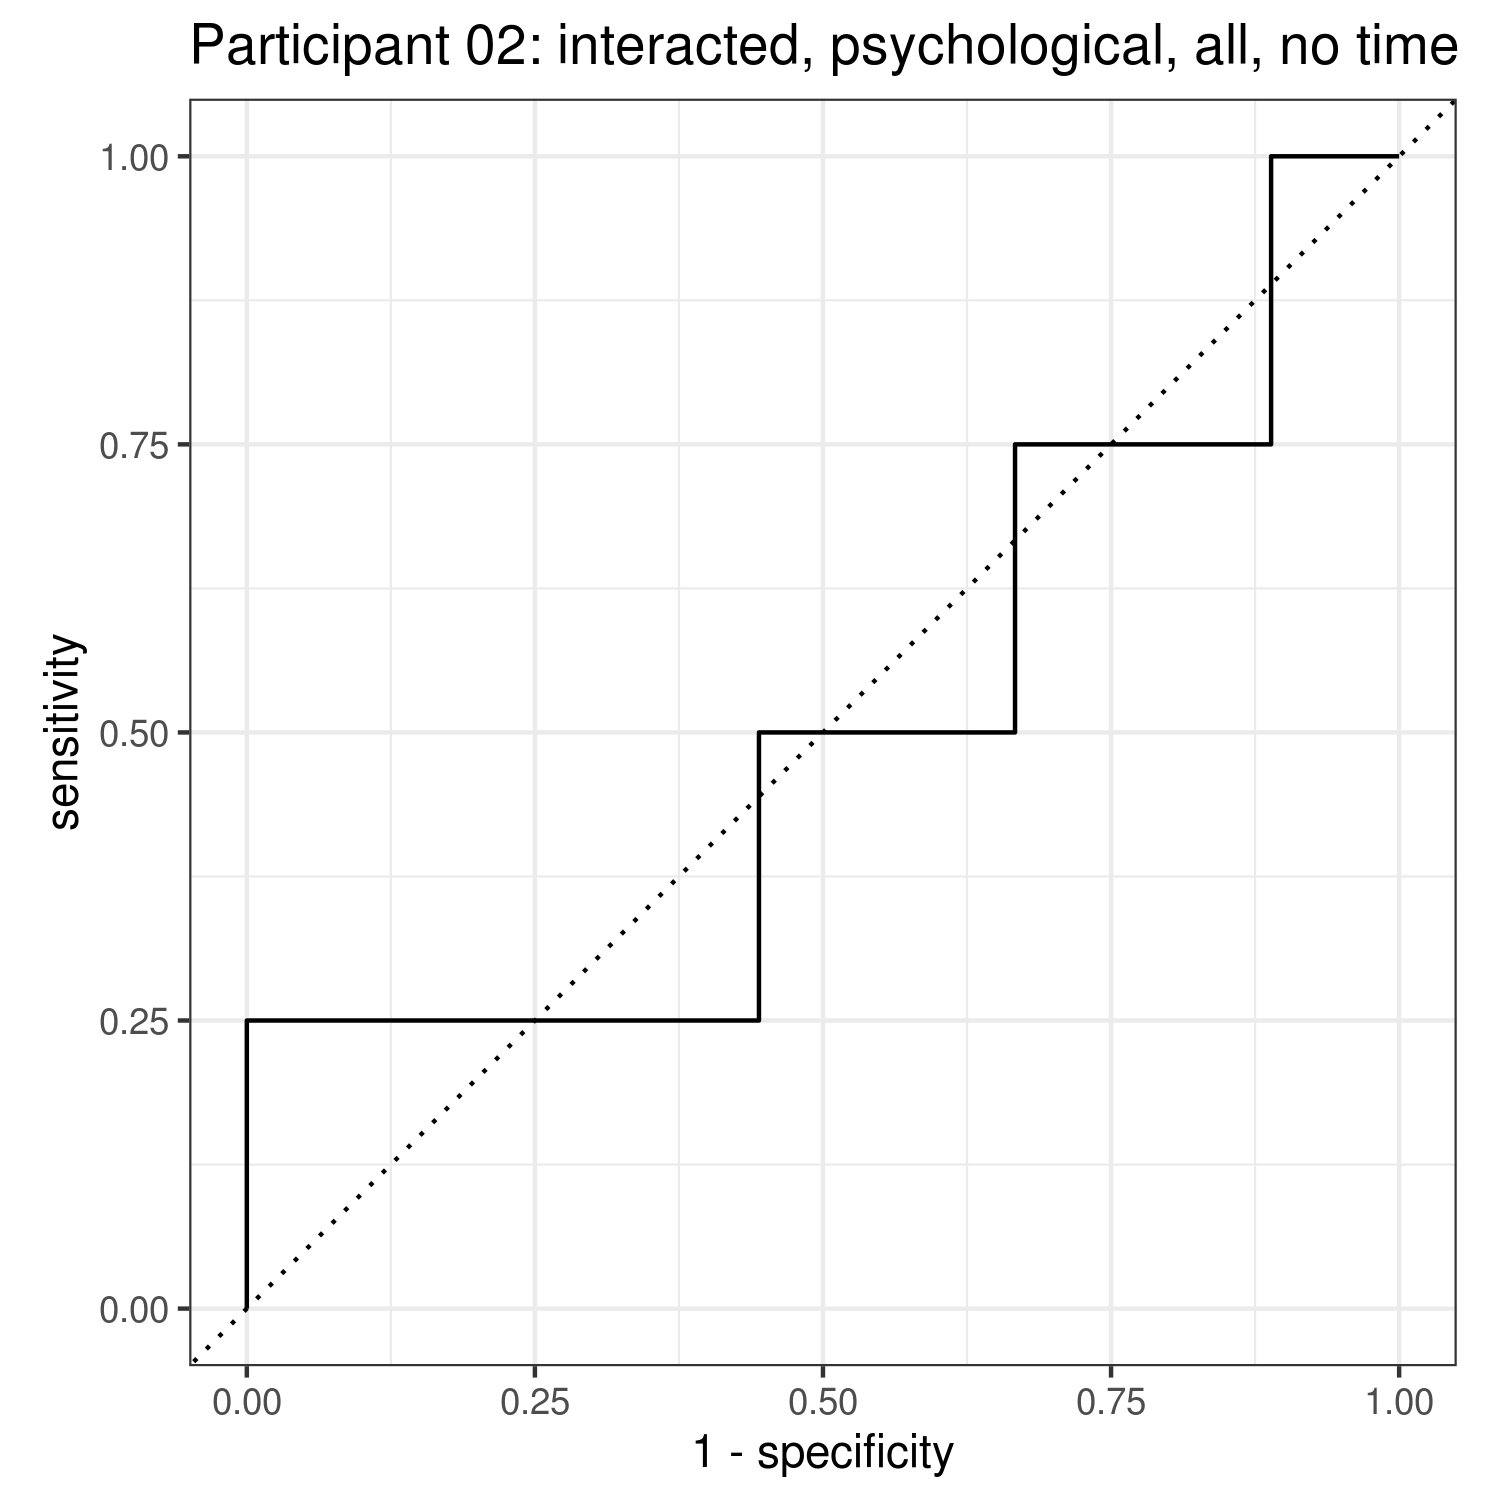 Participant 02: interacted, psychological, all, no time
1.00
0.75
0.50
0.25
0.00
sensitivity
0.00 0.25 0.50 0.75 1.00
1 - specificity